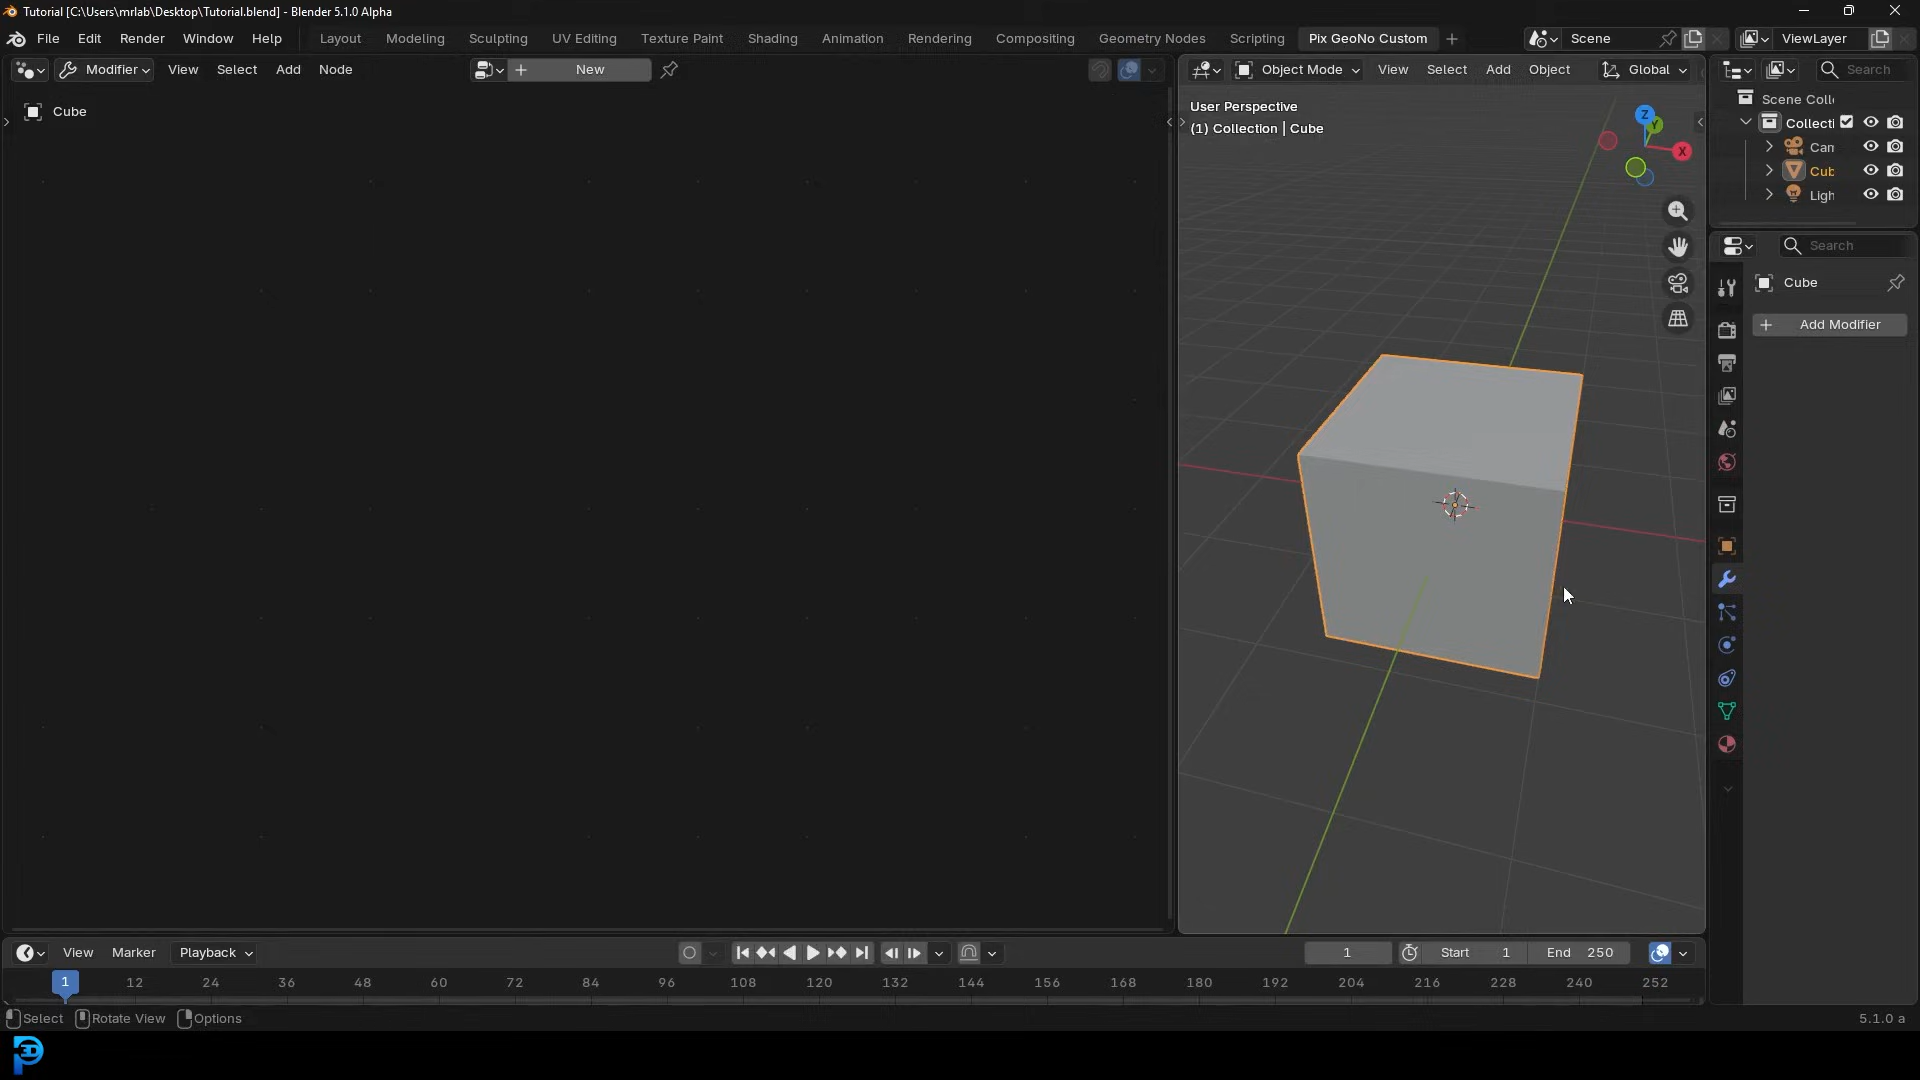 Tutorial [C:\Users\mrlab\Desktop\Tutorial.blend] - Blender 5.1.0 Alpha
File Edit Render Window Help Layout Modeling Sculpting UV Editing Texture Paint Shading Animation Rendering Compositing Geometry Nodes Scripting Pix GeoNo Custom Scene ViewLayer
Modifier View Select Add Node New
Object Mode View Select Add Object Global
Search
Cube
User Perspective
(1) Collection | Cube
Z
Y
X
Scene Coll
Collecti
Can
Cub
Ligh
Search
Cube
Add Modifier
View Marker Playback 1 Start 1 End 250
1 12 24 36 48 60 72 84 96 108 120 132 144 156 168 180 192 204 216 228 240 252
Select Rotate View Options 5.1.0 a
3D